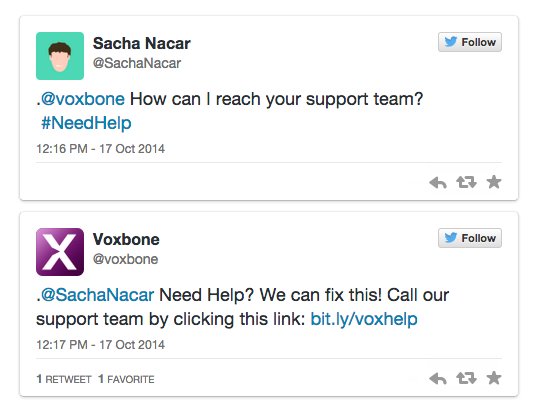 Sacha Nacar
@SachaNacar
Follow
.@voxbone How can I reach your support team?
#NeedHelp
12:16 PM - 17 Oct 2014
Voxbone
@voxbone
Follow
.@SachaNacar Need Help? We can fix this! Call our
support team by clicking this link: bit.ly/voxhelp
12:17 PM - 17 Oct 2014
1 RETWEET 1 FAVORITE